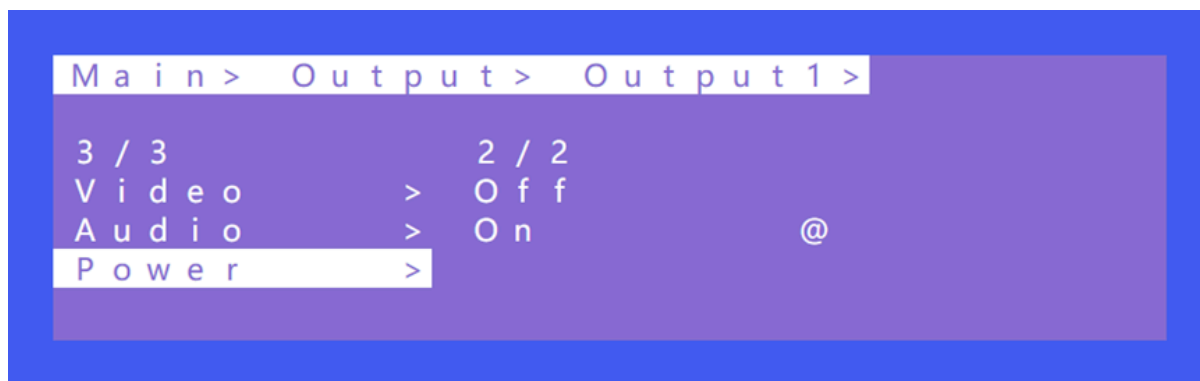 Main> Output> Output1>
3/3 2/2
Video > Off
Audio > On @
Power >